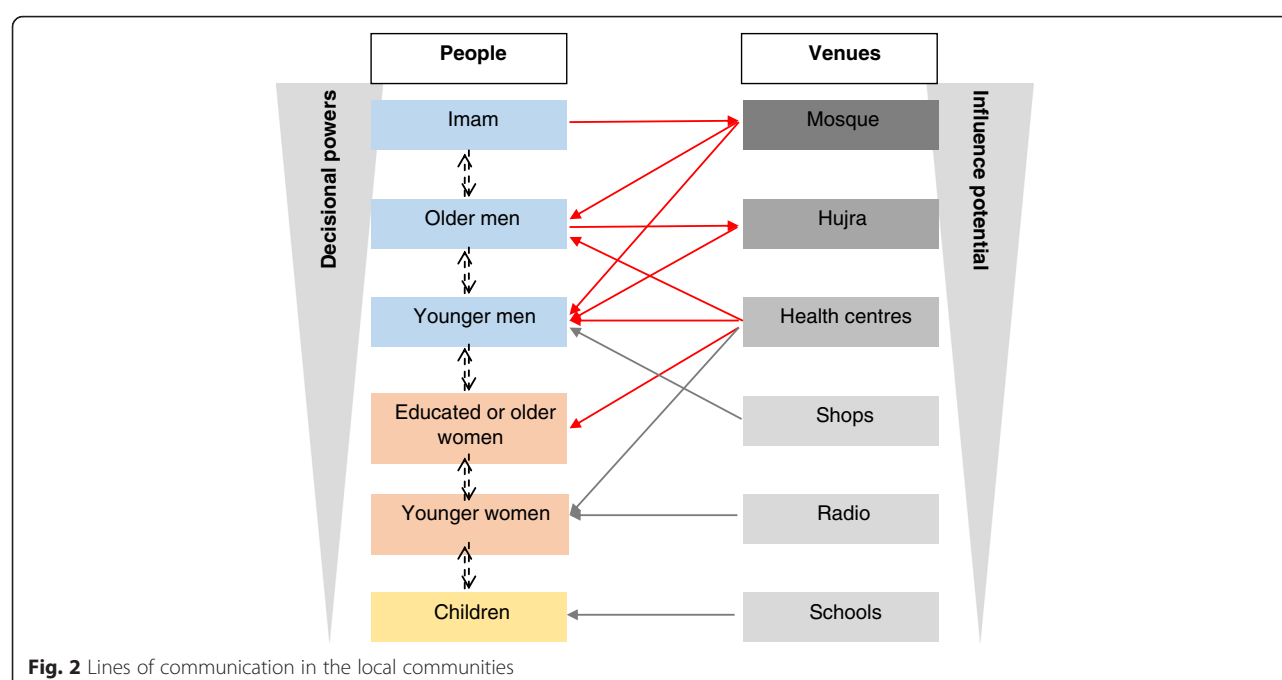 People
Venues
Decisional powers
Influence potential
Imam
Mosque
Older men
Hujra
Younger men
Health centres
Educated or older
women
Shops
Younger women
Radio
Children
Schools
Fig. 2 Lines of communication in the local communities